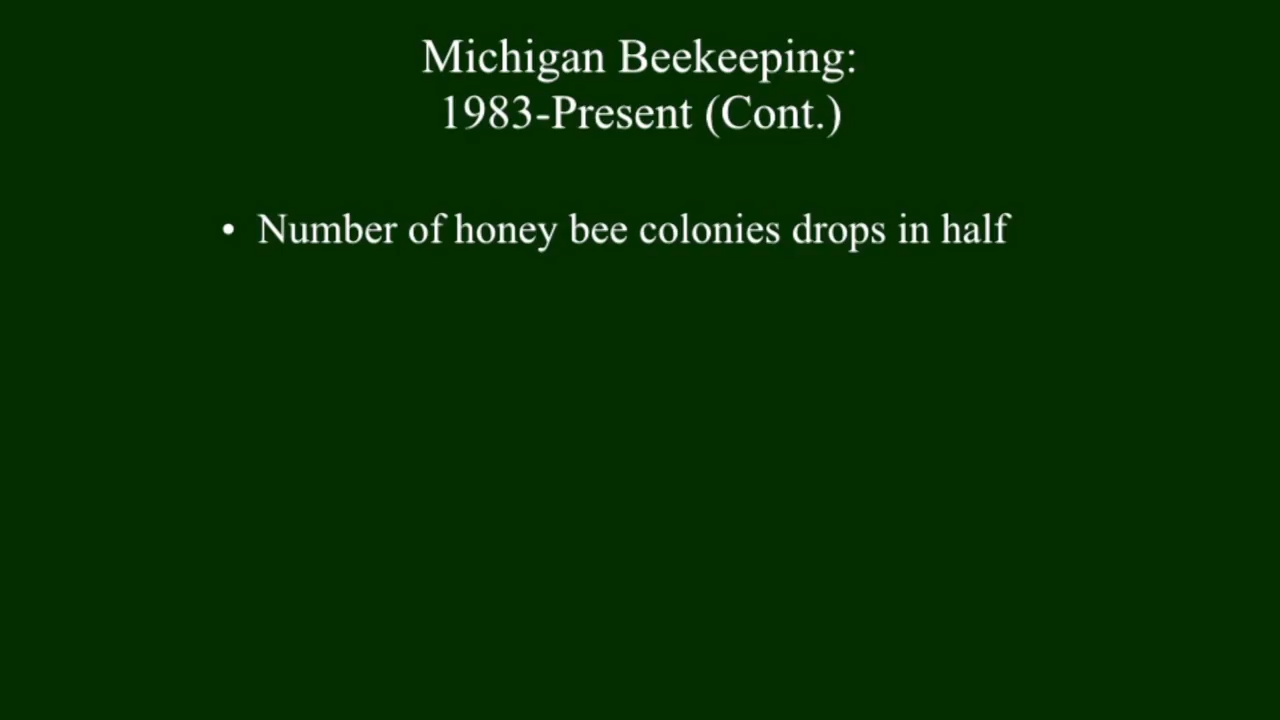 Michigan Beekeeping:
1983-Present (Cont.)
• Number of honey bee colonies drops in half